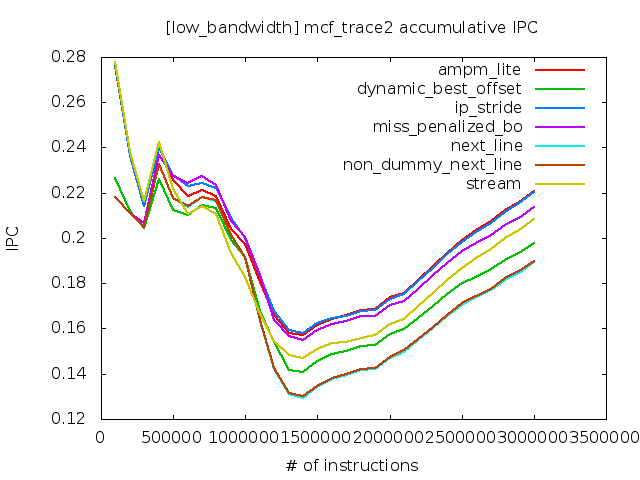 [low_bandwidth] mcf_trace2 accumulative IPC
0.28
0.26
0.24
0.22
0.2
0.18
0.16
0.14
0.12
IPC
ampm_lite
dynamic_best_offset
ip_stride
miss_penalized_bo
next_line
non_dummy_next_line
stream
0 500000 1000000 1500000 2000000 2500000 3000000 3500000
# of instructions